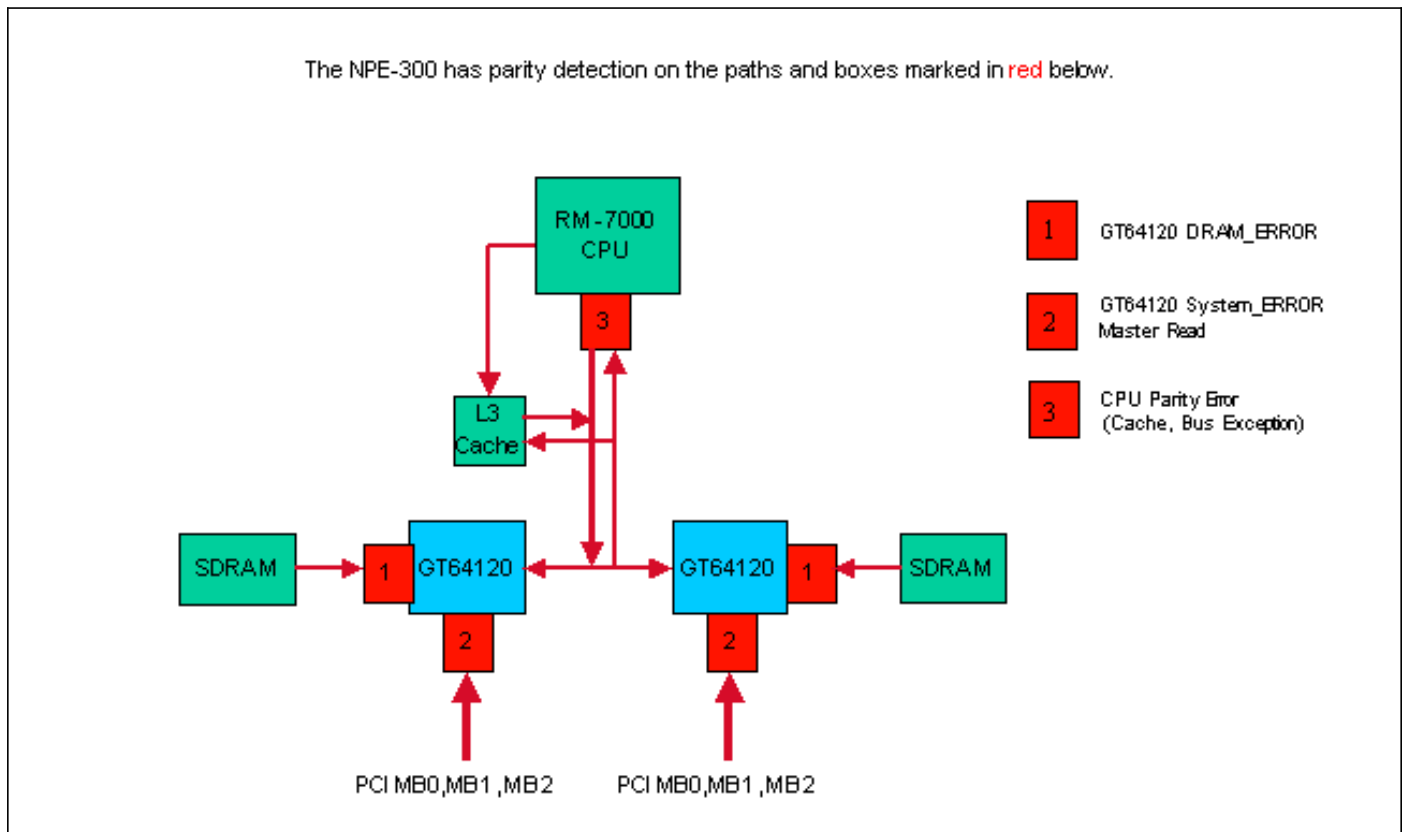 The NPE-300 has parity detection on the paths and boxes marked in red below.
RM-7000
CPU
3
L3
Cache
SDRAM
1
GT64120
2
PCI MB0,MB1,MB2
GT64120
1
SDRAM
2
PCI MB0,MB1,MB2
1
GT64120 DRAM_ERROR
2
GT64120 System_ERROR
Master Read
3
CPU Parity Error
(Cache, Bus Exception)